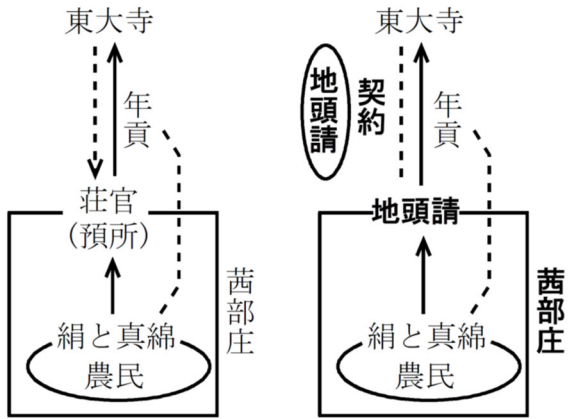 東大寺
年貢
荘官
(預所)
絹と真綿
農民
茜部庄
東大寺
地頭請
契約
年貢
地頭請
絹と真綿
農民
茜部庄